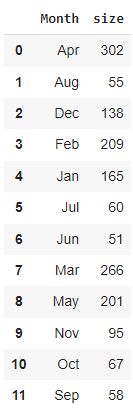 Month size
0 Apr 302
1 Aug 55
2 Dec 138
3 Feb 209
4 Jan 165
5 Jul 60
6 Jun 51
7 Mar 266
8 May 201
9 Nov 95
10 Oct 67
11 Sep 58